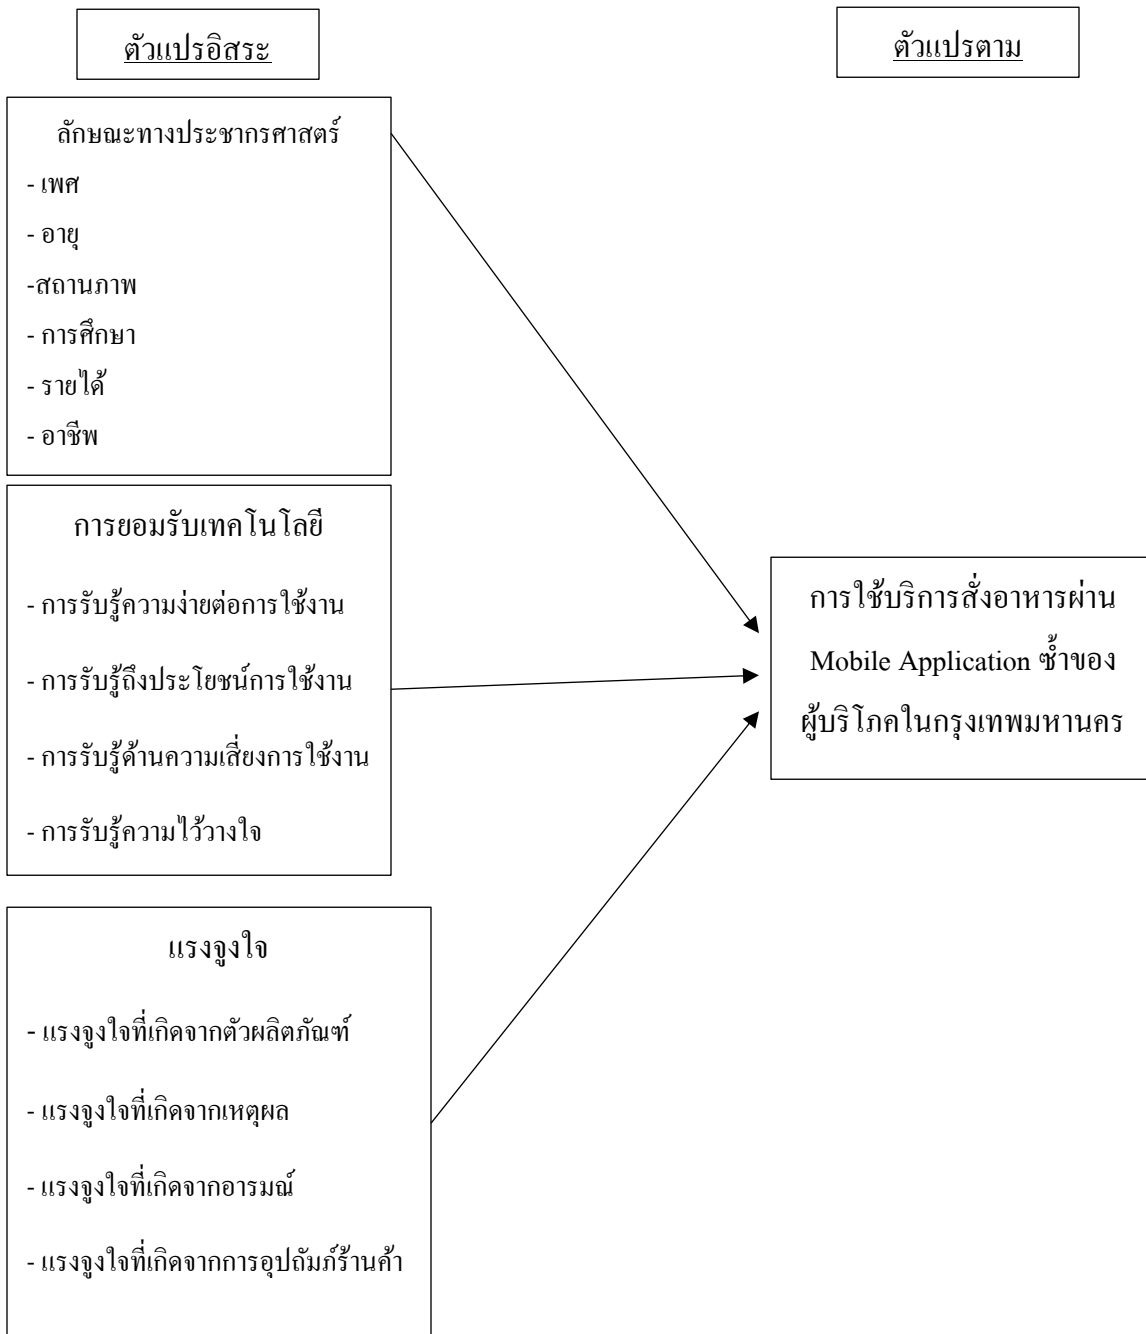 ตัวแปรอิสระ
ตัวแปรตาม
ลักษณะทางประชากรศาสตร์
- เพศ
- อายุ
-สถานภาพ
- การศึกษา
- รายได้
- อาชีพ
การยอมรับเทคโนโลยี
- การรับรู้ความง่ายต่อการใช้งาน
- การรับรู้ถึงประโยชน์การใช้งาน
- การรับรู้ด้านความเสี่ยงการใช้งาน
- การรับรู้ความไว้วางใจ
แรงจูงใจ
- แรงจูงใจที่เกิดจากตัวผลิตภัณฑ์
- แรงจูงใจที่เกิดจากเหตุผล
- แรงจูงใจที่เกิดจากอารมณ์
- แรงจูงใจที่เกิดจากการอุปถัมภ์ร้านค้า
การใช้บริการสั่งอาหารผ่าน
Mobile Application ซ้ำของ
ผู้บริโภคในกรุงเทพมหานคร